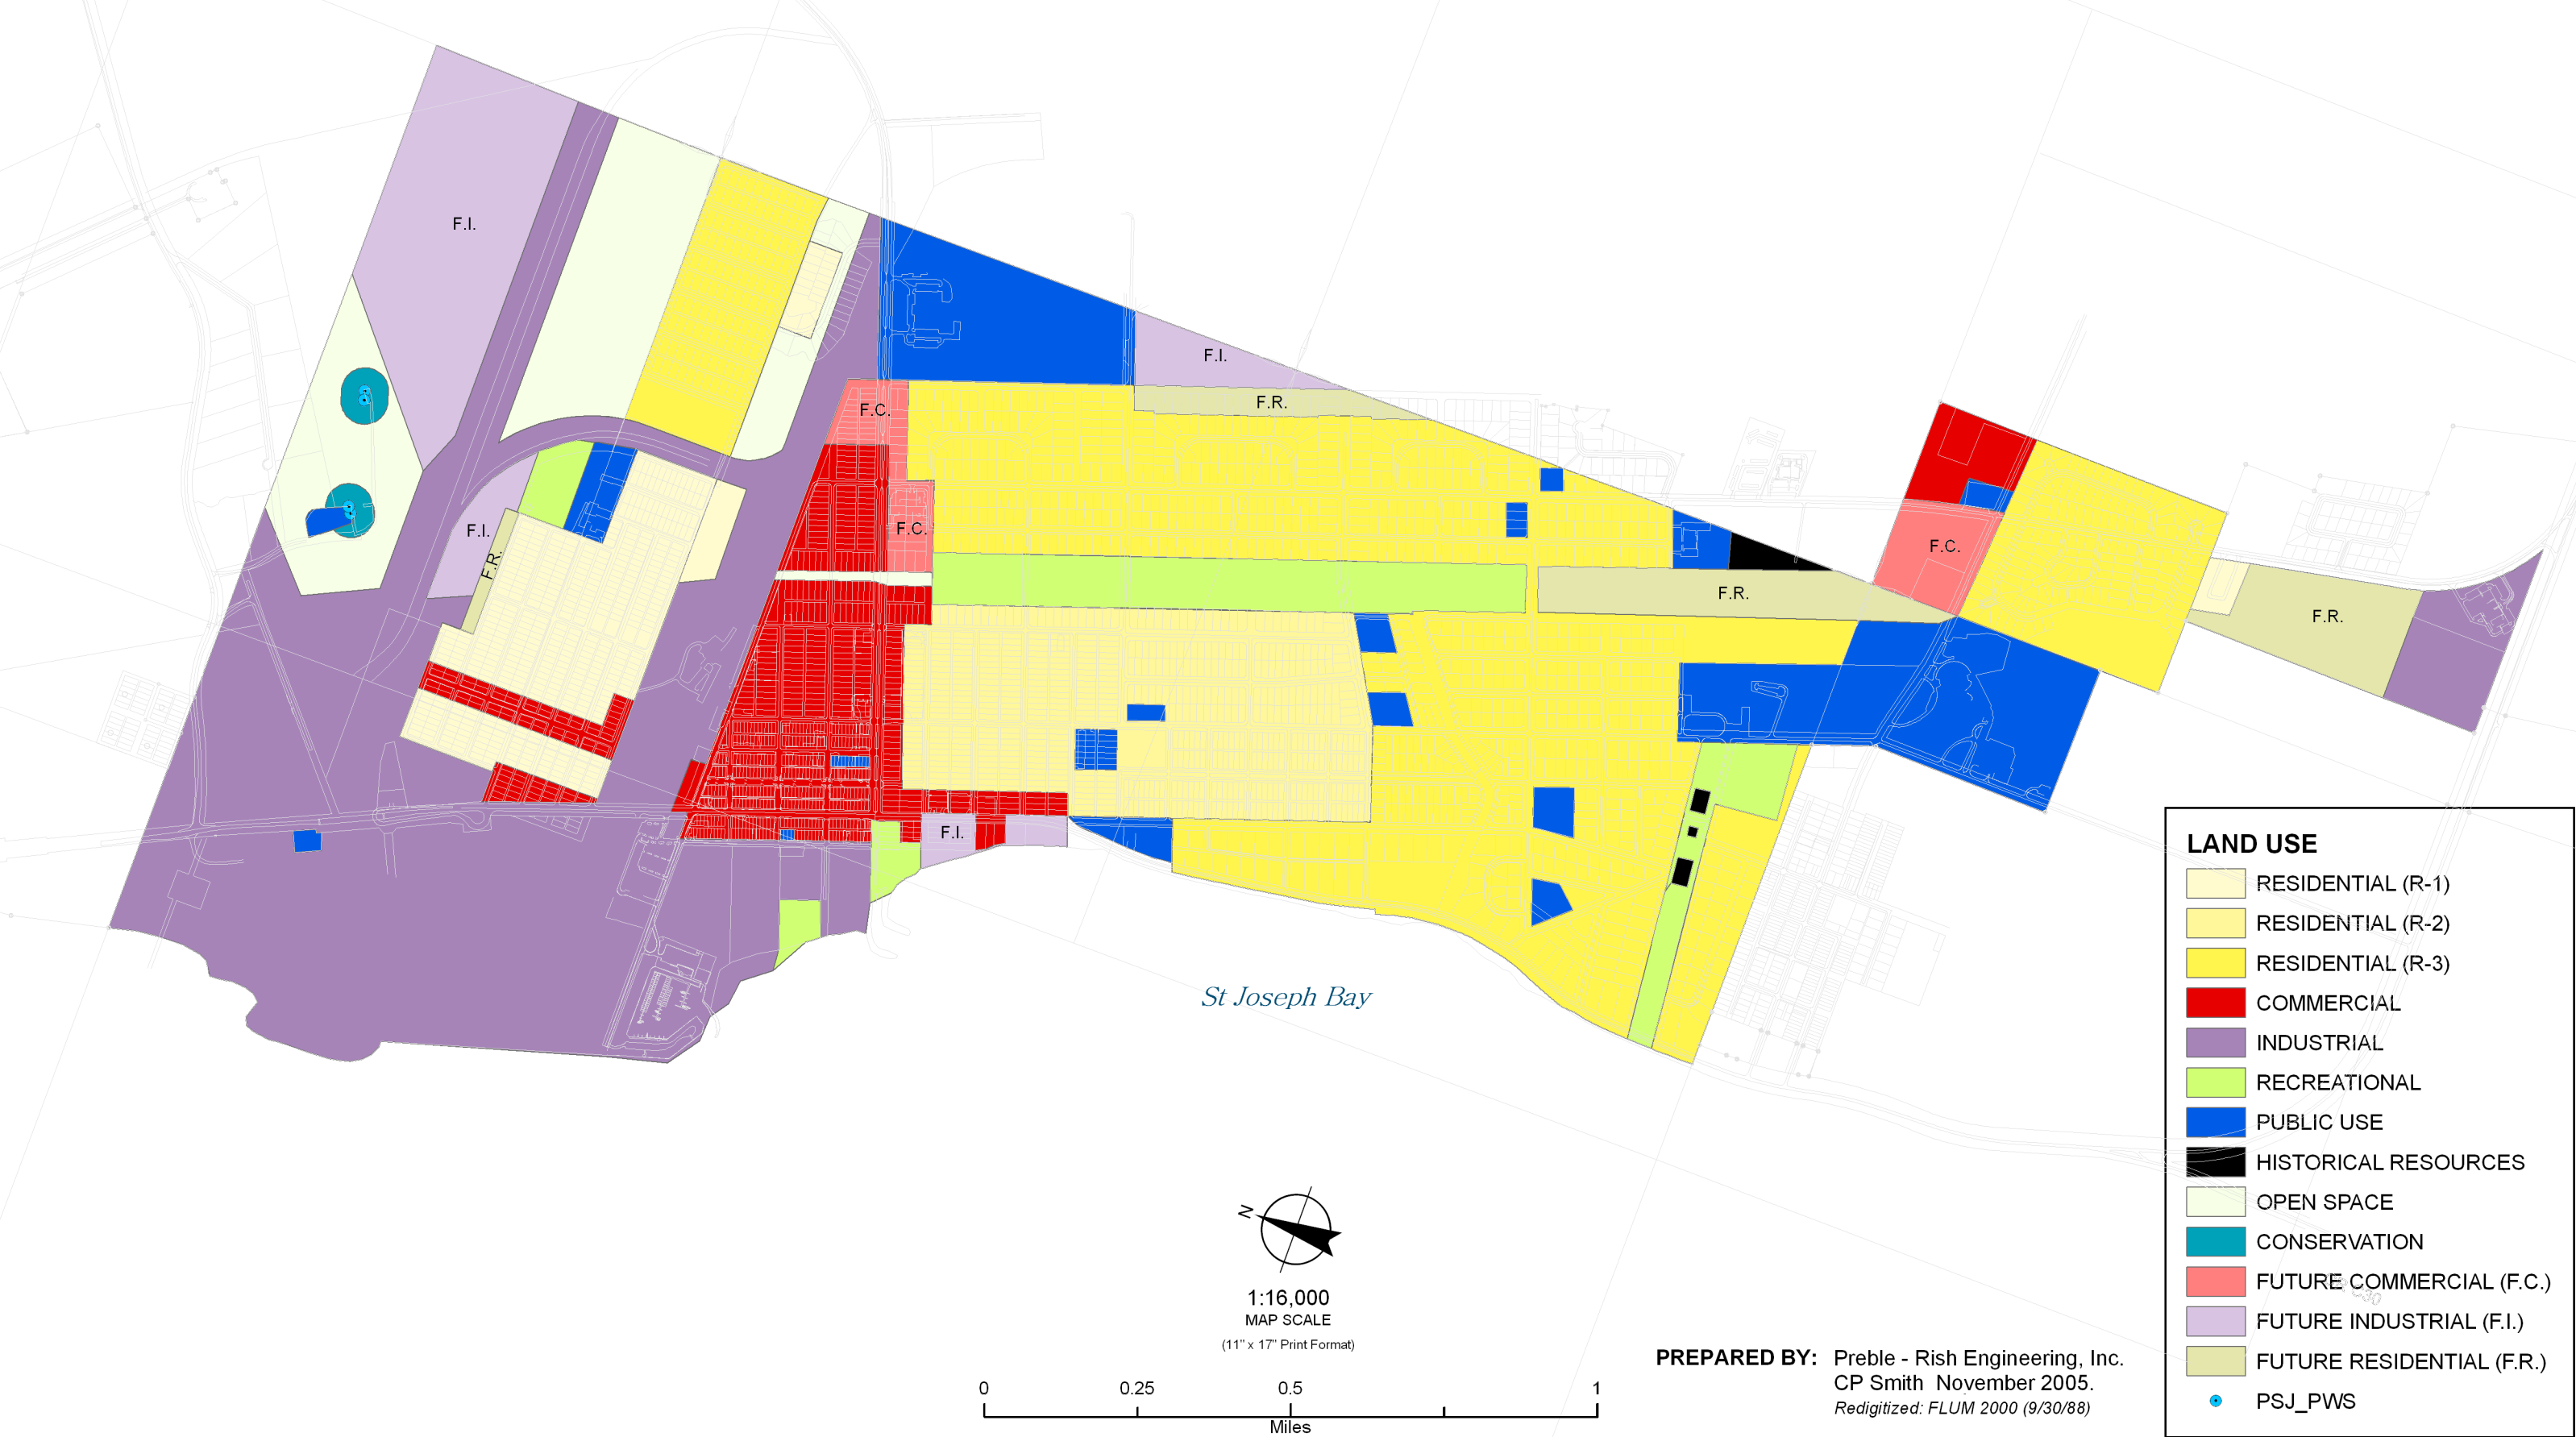 F.I.
F.I.
F.R.
F.C.
F.I.
F.R.
F.C.
F.C.
F.R.
F.R.
F.I.
St Joseph Bay
N
1:16,000
MAP SCALE
(11" x 17" Print Format)
0 0.25 0.5 1
Miles
PREPARED BY: Preble - Rish Engineering, Inc.
CP Smith November 2005.
Redigitized: FLUM 2000 (9/30/88)
LAND USE
RESIDENTIAL (R-1)
RESIDENTIAL (R-2)
RESIDENTIAL (R-3)
COMMERCIAL
INDUSTRIAL
RECREATIONAL
PUBLIC USE
HISTORICAL RESOURCES
OPEN SPACE
CONSERVATION
FUTURE COMMERCIAL (F.C.)
FUTURE INDUSTRIAL (F.I.)
FUTURE RESIDENTIAL (F.R.)
PSJ_PWS